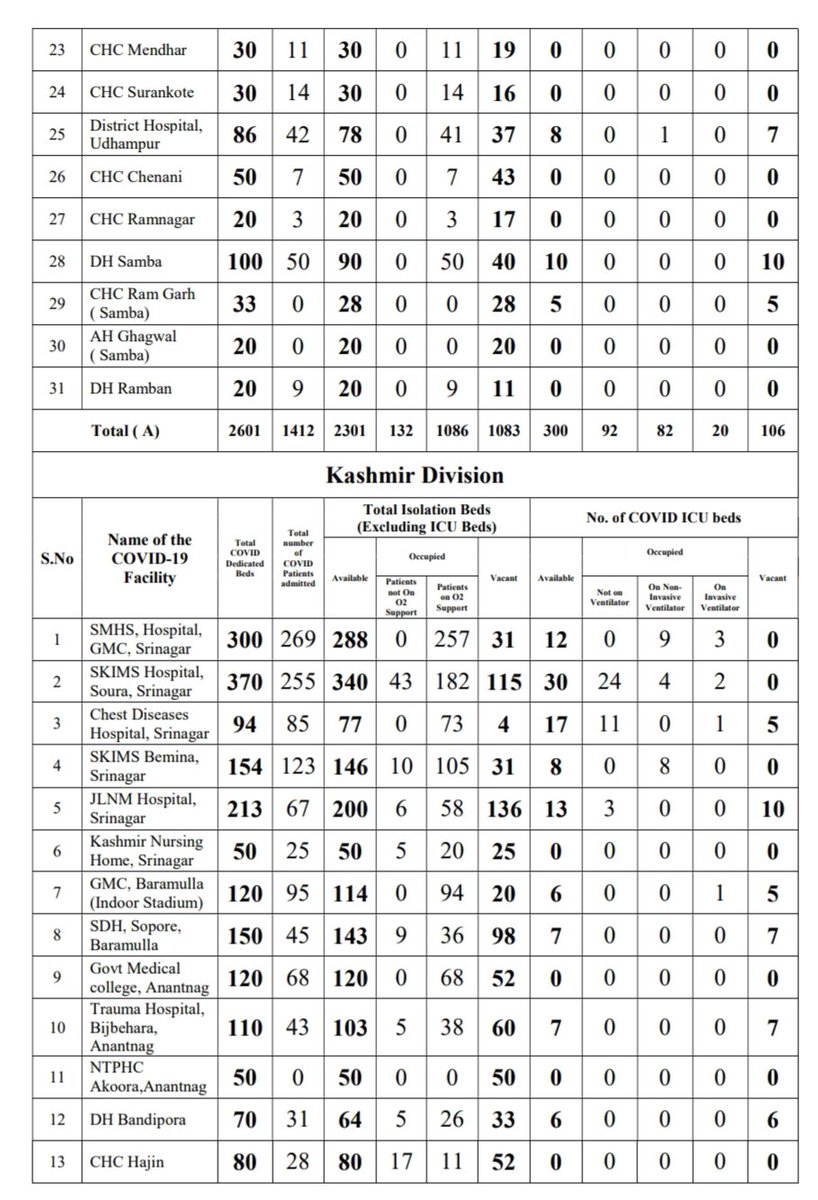 23 CHC Mendhar 30 11 30 0 11 19 0 0 0 0 0
24 CHC Surankote 30 14 30 0 14 16 0 0 0 0 0
25 District Hospital, Udhampur 86 42 78 0 41 37 8 0 1 0 7
26 CHC Chenani 50 7 50 0 7 43 0 0 0 0 0
27 CHC Ramnagar 20 3 20 0 3 17 0 0 0 0 0
28 DH Samba 100 50 90 0 50 40 10 0 0 0 10
29 CHC Ram Garh ( Samba) 33 0 28 0 0 28 5 0 0 0 5
30 AH Ghagwal ( Samba) 20 0 20 0 0 20 0 0 0 0 0
31 DH Ramban 20 9 20 0 9 11 0 0 0 0 0
Total ( A) 2601 1412 2301 132 1086 1083 300 92 82 20 106
Kashmir Division
S.No
Name of the COVID-19 Facility
Total COVID Dedicated Beds
Total number of COVID Patients admitted
Total Isolation Beds (Excluding ICU Beds)
No. of COVID ICU beds
Available
Occupied
Patients not On O2 Support
Patients on O2 Support
Vacant
Available
Occupied
Not on Ventilator
On Non-Invasive Ventilator
On Invasive Ventilator
Vacant
1 SMHS, Hospital, GMC, Srinagar 300 269 288 0 257 31 12 0 9 3 0
2 SKIMS Hospital, Soura, Srinagar 370 255 340 43 182 115 30 24 4 2 0
3 Chest Diseases Hospital, Srinagar 94 85 77 0 73 4 17 11 0 1 5
4 SKIMS Bemina, Srinagar 154 123 146 10 105 31 8 0 8 0 0
5 JLNM Hospital, Srinagar 213 67 200 6 58 136 13 3 0 0 10
6 Kashmir Nursing Home, Srinagar 50 25 50 5 20 25 0 0 0 0 0
7 GMC, Baramulla (Indoor Stadium) 120 95 114 0 94 20 6 0 0 1 5
8 SDH, Sopore, Baramulla 150 45 143 9 36 98 7 0 0 0 7
9 Govt Medical college, Anantnag 120 68 120 0 68 52 0 0 0 0 0
10 Trauma Hospital, Bijbehara, Anantnag 110 43 103 5 38 60 7 0 0 0 7
11 NTPHC Akoora,Anantnag 50 0 50 0 0 50 0 0 0 0 0
12 DH Bandipora 70 31 64 5 26 33 6 0 0 0 6
13 CHC Hajin 80 28 80 17 11 52 0 0 0 0 0